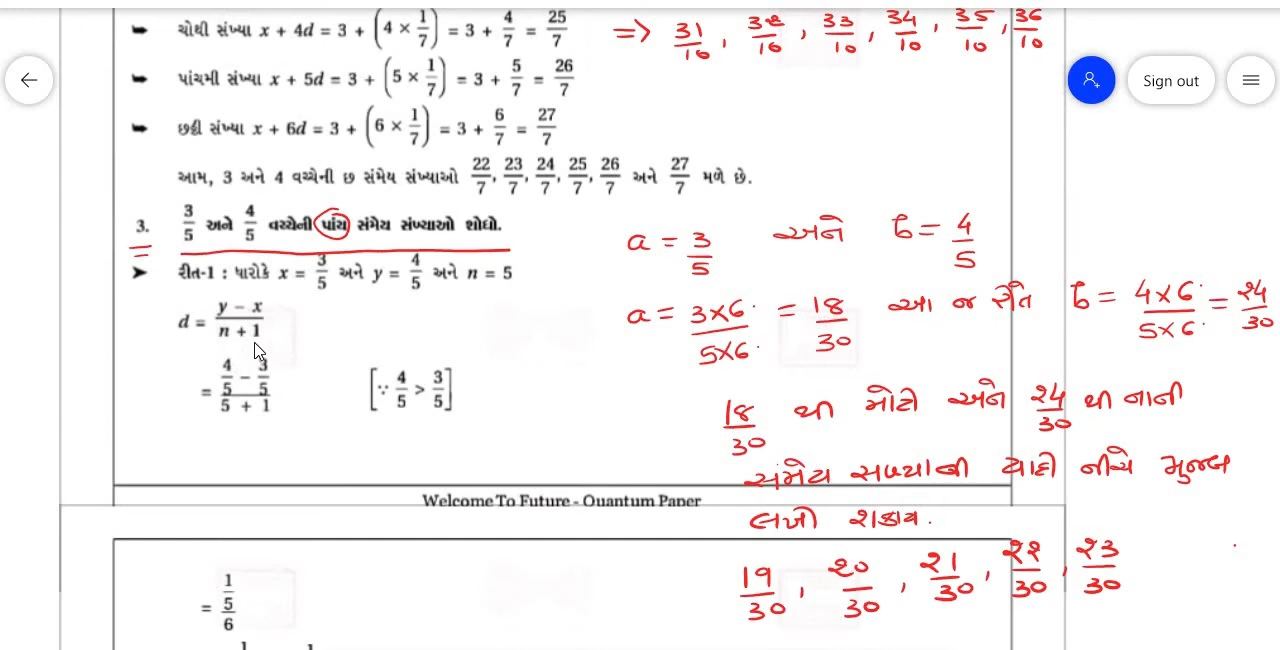 ➥ ચોથી સંખ્યા x + 4d = 3 + (4 × 1/7) = 3 + 4/7 = 25/7
=> 31/10, 32/10, 33/10, 34/10, 35/10, 36/10
➥ પાંચમી સંખ્યા x + 5d = 3 + (5 × 1/7) = 3 + 5/7 = 26/7
Sign out
➥ છઠ્ઠી સંખ્યા x + 6d = 3 + (6 × 1/7) = 3 + 6/7 = 27/7
આમ, 3 અને 4 વચ્ચેની છ સંમેય સંખ્યાઓ 22/7, 23/7, 24/7, 25/7, 26/7 અને 27/7 મળે છે.
3. 3/5 અને 4/5 વચ્ચેની પાંચ સંમેય સંખ્યાઓ શોધો.
a = 3/5 અને b = 4/5
➤ રીત-1 : ધારોકે x = 3/5 અને y = 4/5 અને n = 5
a = 3×6/5×6 = 18/30 આ જ રીતે b = 4×6/5×6 = 24/30
d = y − x/n + 1
= 4/5 − 3/5/5 + 1 [∵ 4/5 > 3/5]
18/30 થી મોટી અને 24/30 થી નાની
સંમેય સંખ્યાની યાદી નીચે મુજબ
Welcome To Future - Quantum Paper
લખી શકાય.
19/30, 20/30, 21/30, 22/30, 23/30
= 1/5/6
1 1